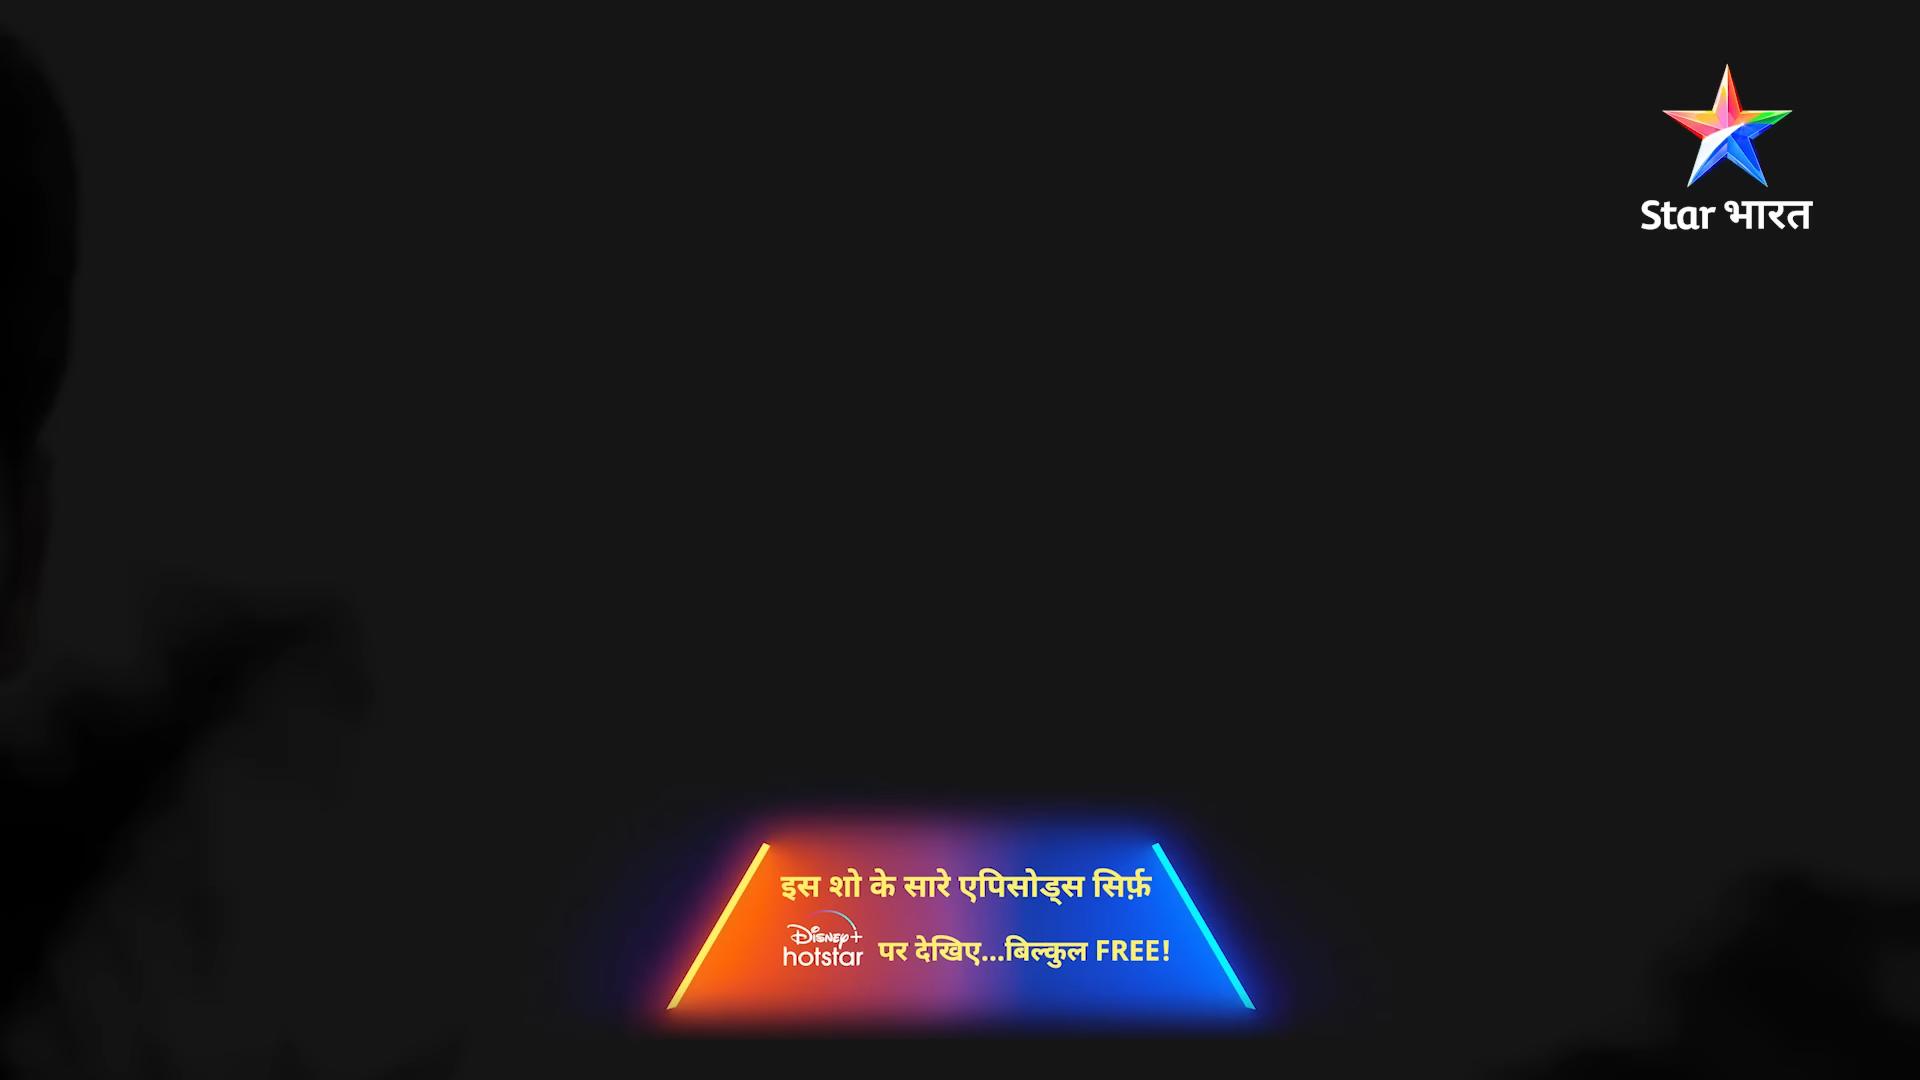 Star भारत
इस शो के सारे एपिसोड्स सिर्फ़
Disney+ hotstar पर देखिए...बिल्कुल FREE!